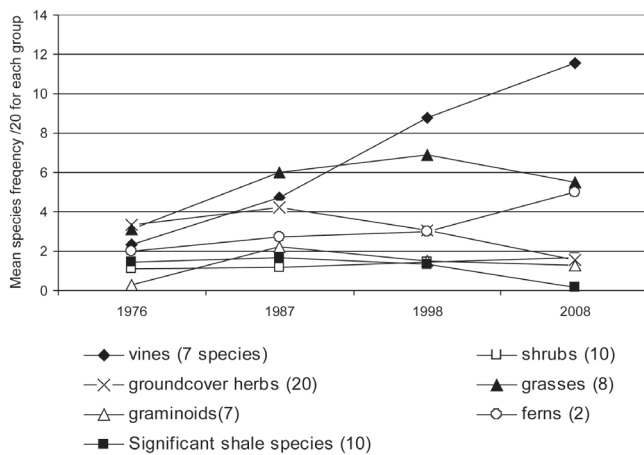 Mean species freqency /20 for each group
14
12
10
8
6
4
2
0
1976 1987 1998 2008
vines (7 species) shrubs (10)
groundcover herbs (20) grasses (8)
graminoids(7) ferns (2)
Significant shale species (10)